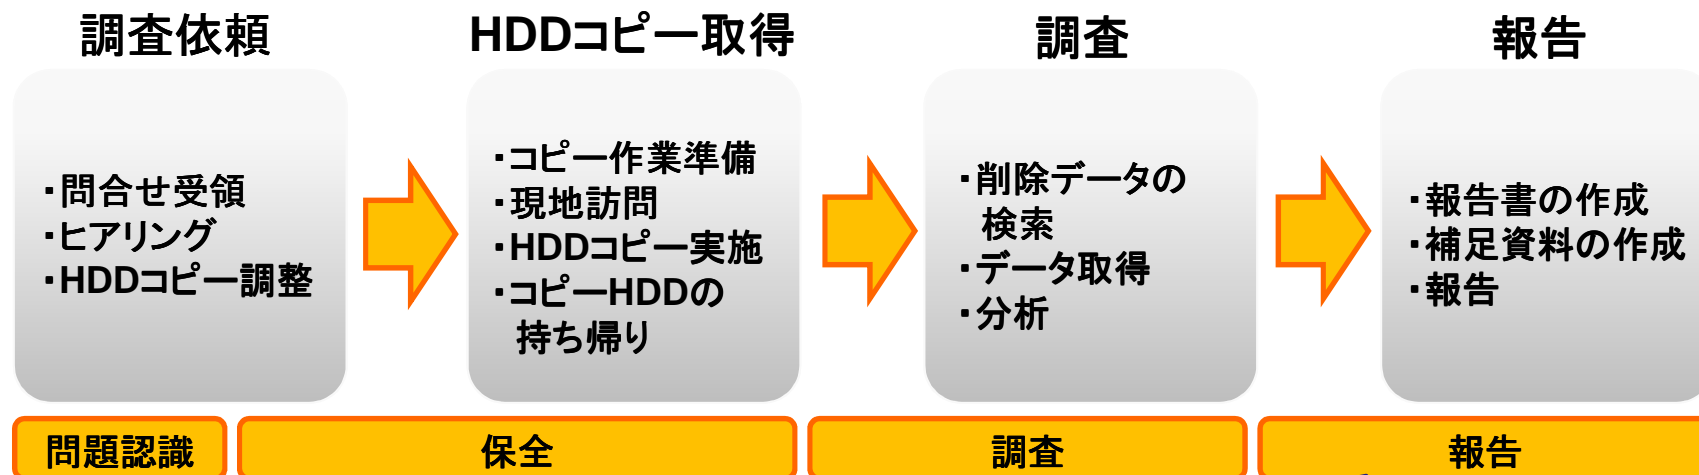 調査依頼
・問合せ受領
・ヒアリング
・HDDコピー調整
HDDコピー取得
・コピー作業準備
・現地訪問
・HDDコピー実施
・コピーHDDの
持ち帰り
調査
・削除データの
検索
・データ取得
・分析
報告
・報告書の作成
・補足資料の作成
・報告
問題認識
保全
調査
報告